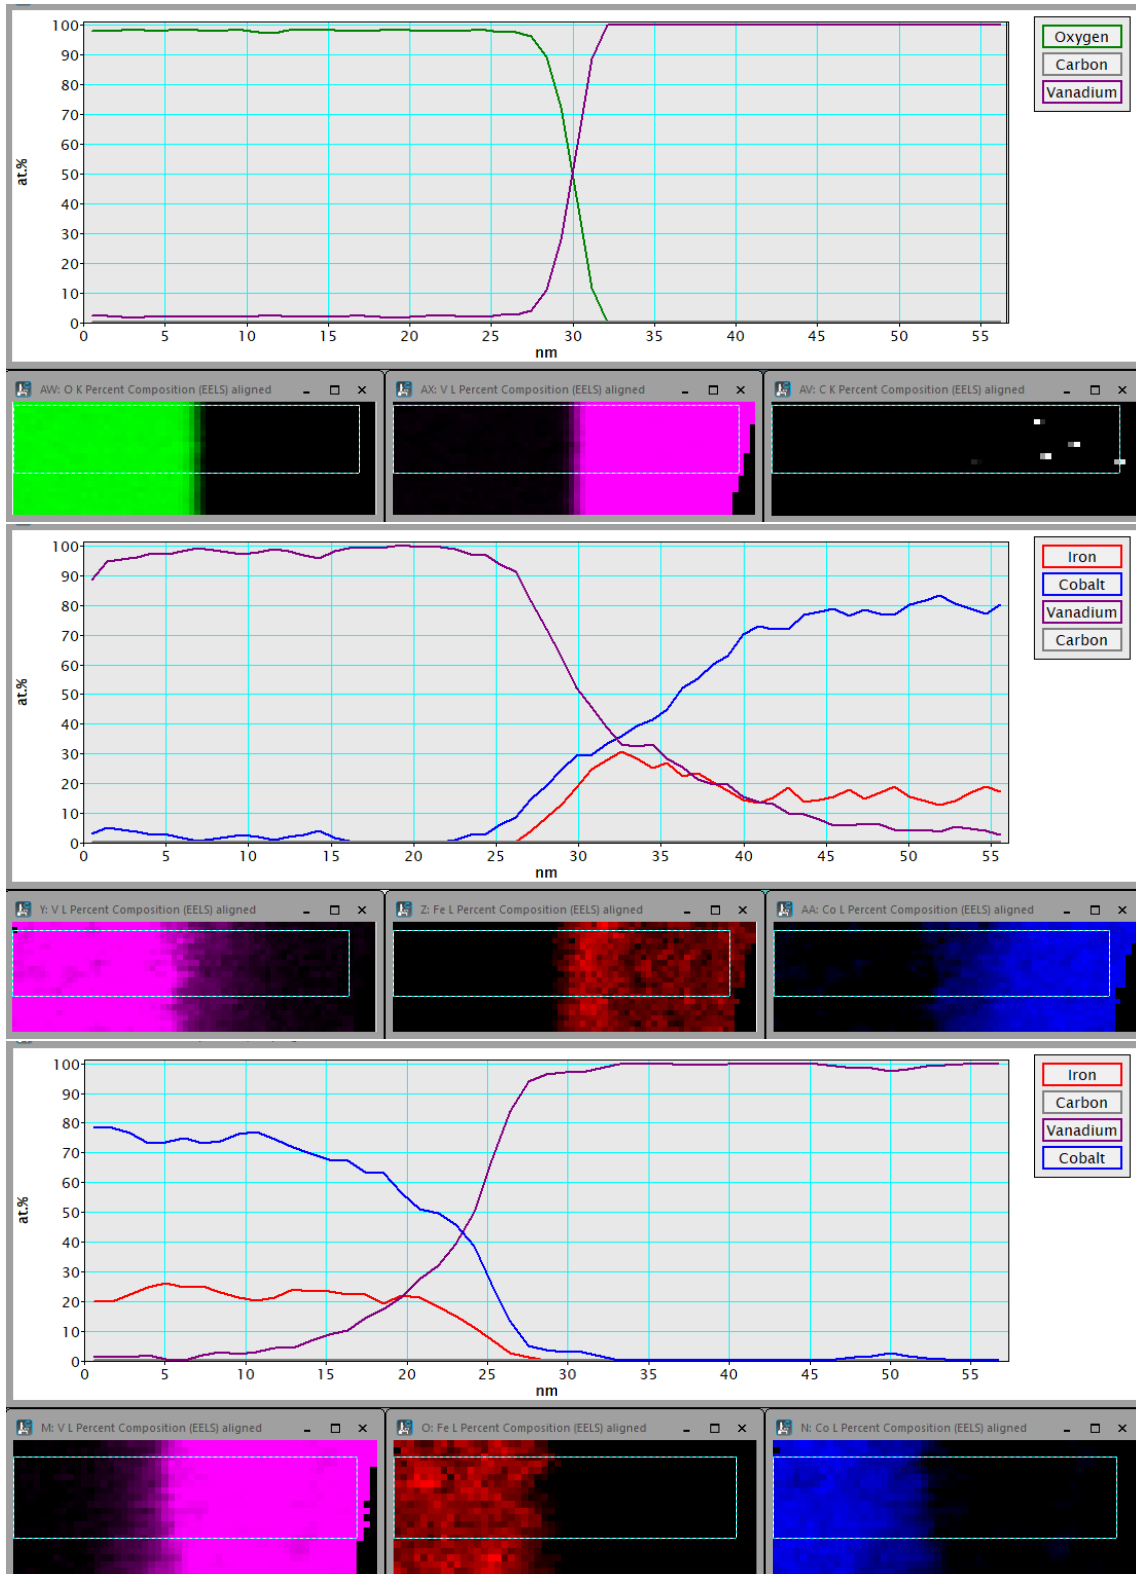 100
90
80
70
60
50
40
30
20
10
0
at.%
0 5 10 15 20 25 30 35 40 45 50 55
nm
Oxygen
Carbon
Vanadium
AW: O K Percent Composition (EELS) aligned
AX: V L Percent Composition (EELS) aligned
AV: C K Percent Composition (EELS) aligned
100
90
80
70
60
50
40
30
20
10
0
at.%
0 5 10 15 20 25 30 35 40 45 50 55
nm
Iron
Cobalt
Vanadium
Carbon
Y: V L Percent Composition (EELS) aligned
Z: Fe L Percent Composition (EELS) aligned
AA: Co L Percent Composition (EELS) aligned
100
90
80
70
60
50
40
30
20
10
0
at.%
0 5 10 15 20 25 30 35 40 45 50 55
nm
Iron
Carbon
Vanadium
Cobalt
M: V L Percent Composition (EELS) aligned
O: Fe L Percent Composition (EELS) aligned
N: Co L Percent Composition (EELS) aligned